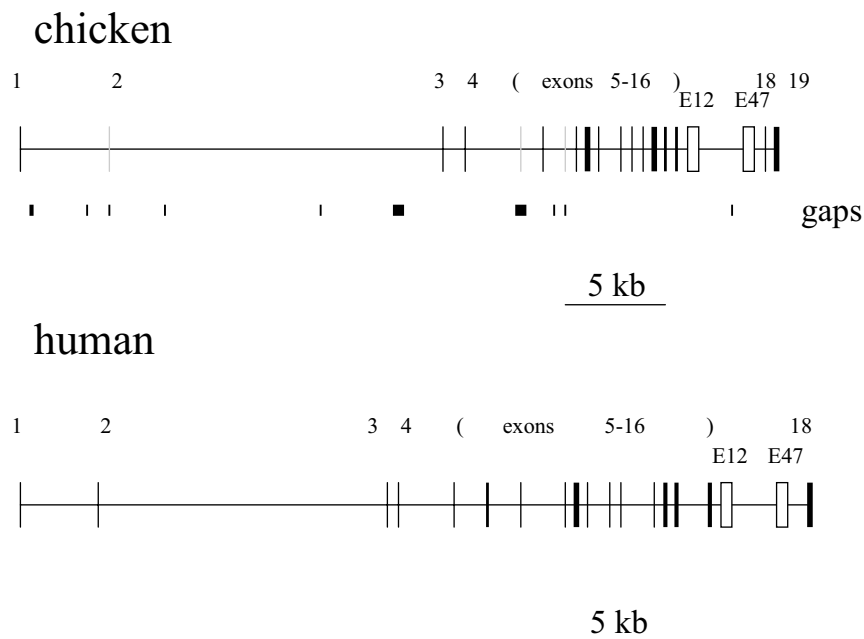 chicken
1 2 3 4 ( exons 5-16 ) 18 19
E12 E47
gaps
5 kb
human
1 2 3 4 ( exons 5-16 ) 18
E12 E47
5 kb